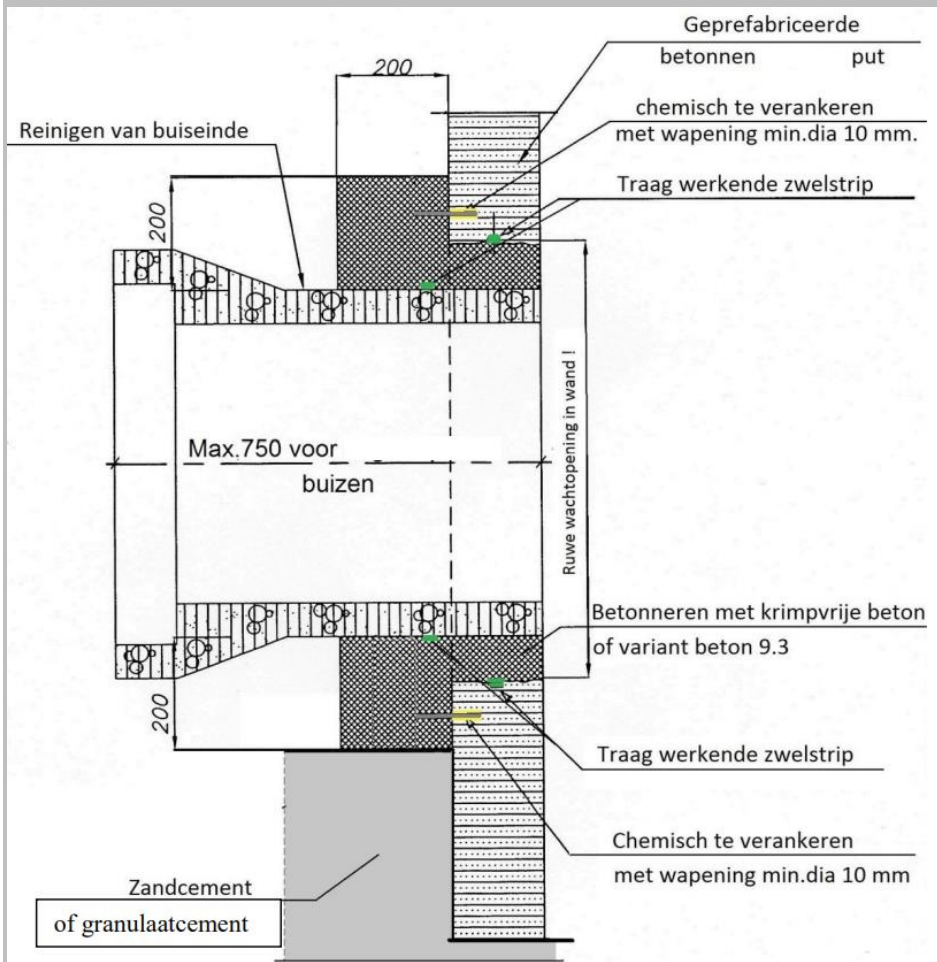 Geprefabriceerde
betonnen put
200
chemisch te verankeren
met wapening min.dia 10 mm.
Reinigen van buiseinde
Traag werkende zwelstrip
200
Ruwe wachtopening in wand !
Max.750 voor
buizen
Betonneren met krimpvrije beton
of variant beton 9.3
200
Traag werkende zwelstrip
Chemisch te verankeren
met wapening min.dia 10 mm
Zandcement
of granulaatcement